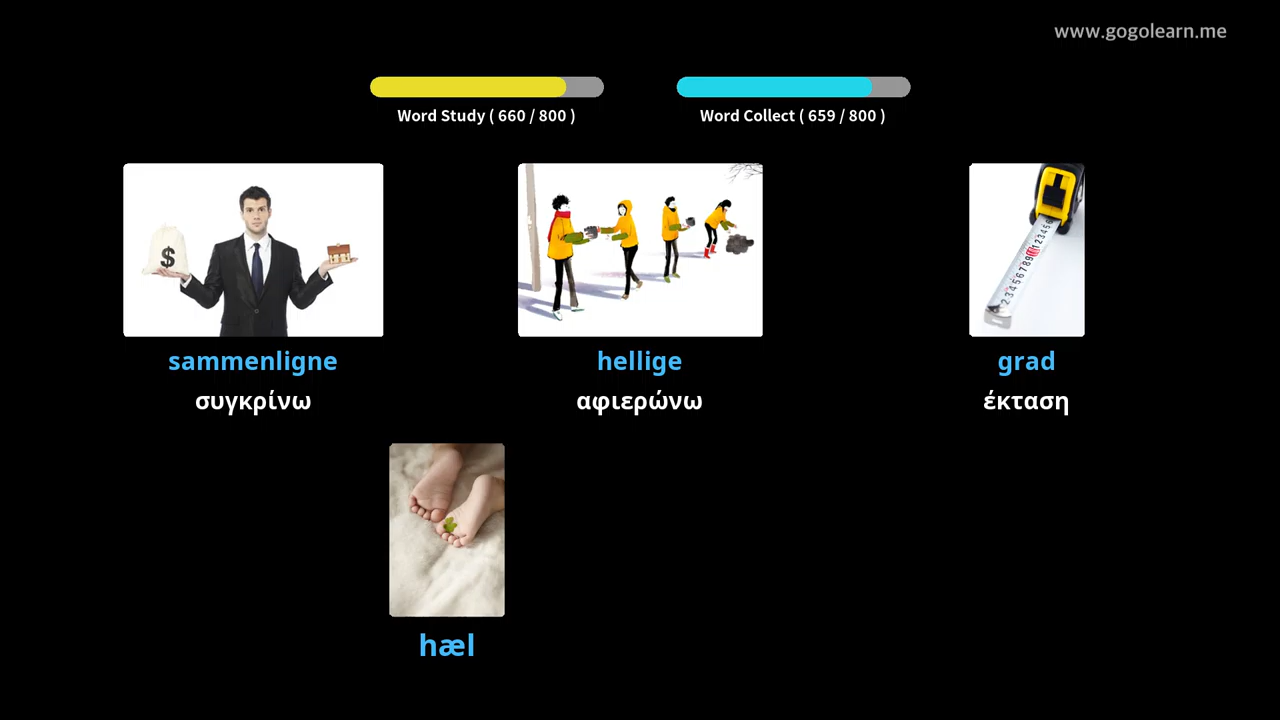 www.gogolearn.me
Word Study ( 660 / 800 )
Word Collect ( 659 / 800 )
$
sammenligne
συγκρίνω
hellige
αφιερώνω
grad
έκταση
hæl